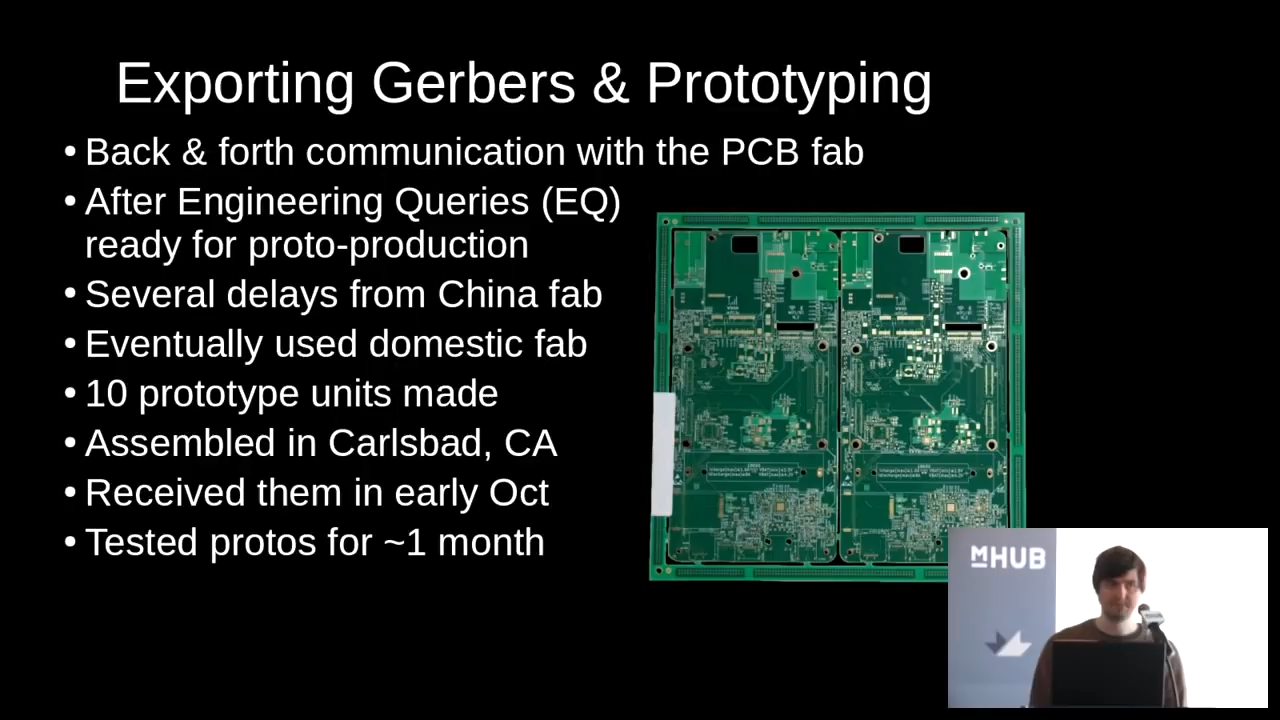 Exporting Gerbers & Prototyping
• Back & forth communication with the PCB fab
• After Engineering Queries (EQ)
ready for proto-production
• Several delays from China fab
• Eventually used domestic fab
• 10 prototype units made
• Assembled in Carlsbad, CA
• Received them in early Oct
• Tested protos for ~1 month
MHUB